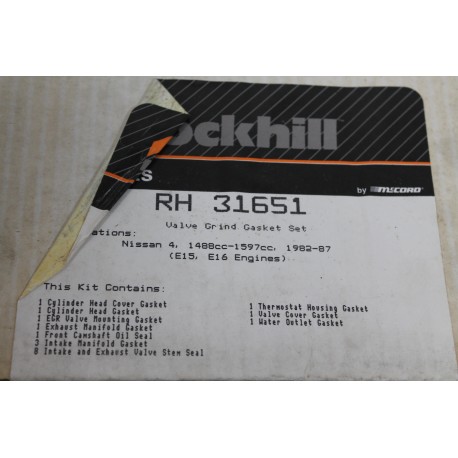 ockhill™
S
by McCORD®
RH 31651
Valve Grind Gasket Set
ations:
Nissan 4, 1488cc-1597cc, 1982-87
(E15, E16 Engines)
This Kit Contains:
1 Cylinder Head Cover Gasket
1 Cylinder Head Gasket
1 EGR Valve Mounting Gasket
1 Exhaust Manifold Gasket
1 Front Camshaft Oil Seal
3 Intake Manifold Gasket
8 Intake and Exhaust Valve Stem Seal
1 Thermostat Housing Gasket
1 Valve Cover Gasket
1 Water Outlet Gasket